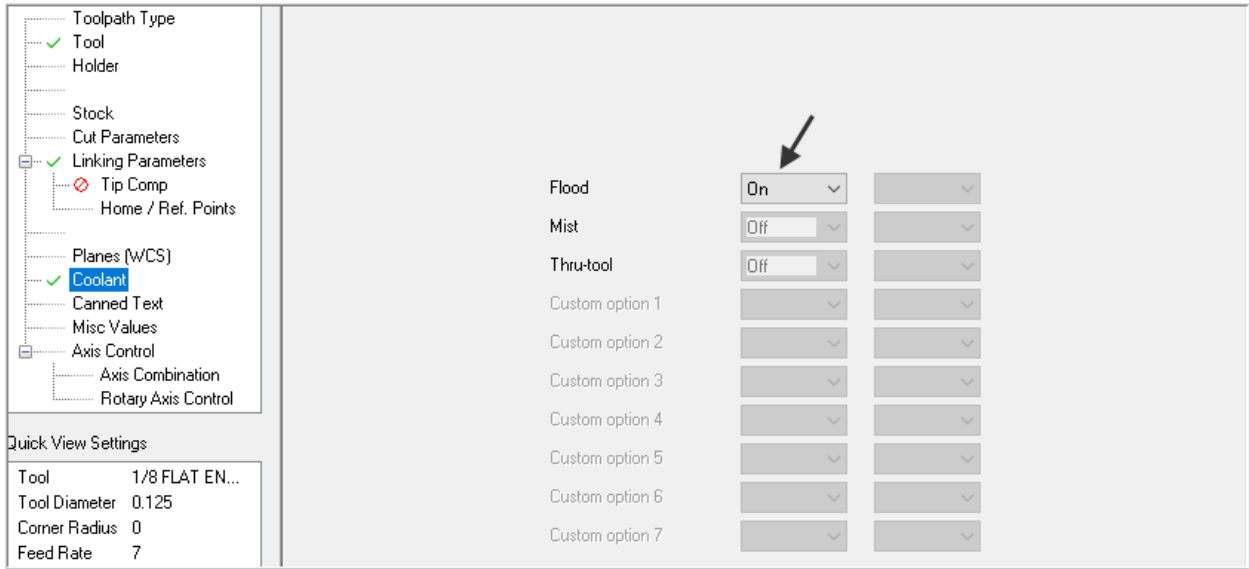 Toolpath Type
Tool
Holder
Stock
Cut Parameters
Linking Parameters
Tip Comp
Home / Ref. Points
Planes (WCS)
Coolant
Canned Text
Misc Values
Axis Control
Axis Combination
Rotary Axis Control
Quick View Settings
Tool 1/8 FLAT EN...
Tool Diameter 0.125
Corner Radius 0
Feed Rate 7
Flood On
Mist Off
Thru-tool Off
Custom option 1
Custom option 2
Custom option 3
Custom option 4
Custom option 5
Custom option 6
Custom option 7